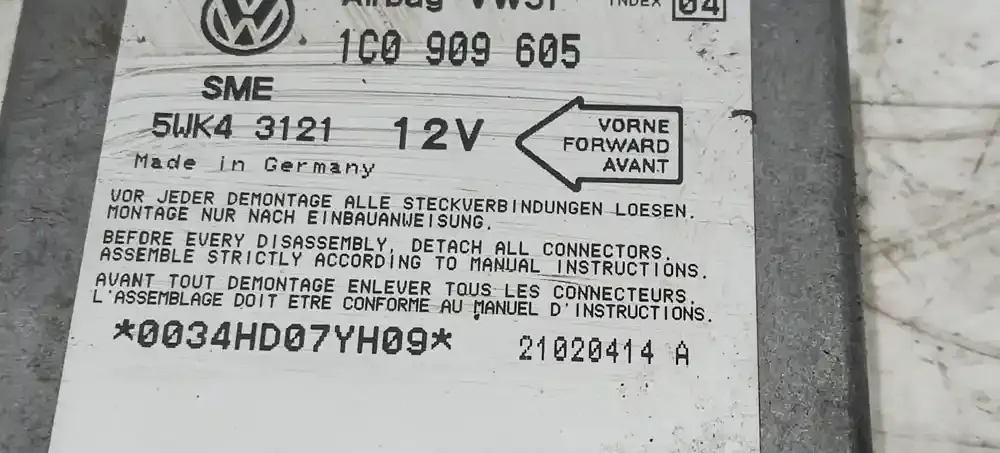 Airbag VW51 INDEX 04
1C0 909 605
SME
5WK4 3121 12V
VORNE
FORWARD
AVANT
Made in Germany
VOR JEDER DEMONTAGE ALLE STECKVERBINDUNGEN LOESEN.
MONTAGE NUR NACH EINBAUANWEISUNG.
BEFORE EVERY DISASSEMBLY, DETACH ALL CONNECTORS.
ASSEMBLE STRICTLY ACCORDING TO MANUAL INSTRUCTIONS.
AVANT TOUT DEMONTAGE ENLEVER TOUS LES CONNECTEURS.
L'ASSEMBLAGE DOIT ETRE CONFORME AU MANUEL D'INSTRUCTIONS.
*0034HD07YH09* 21020414 A